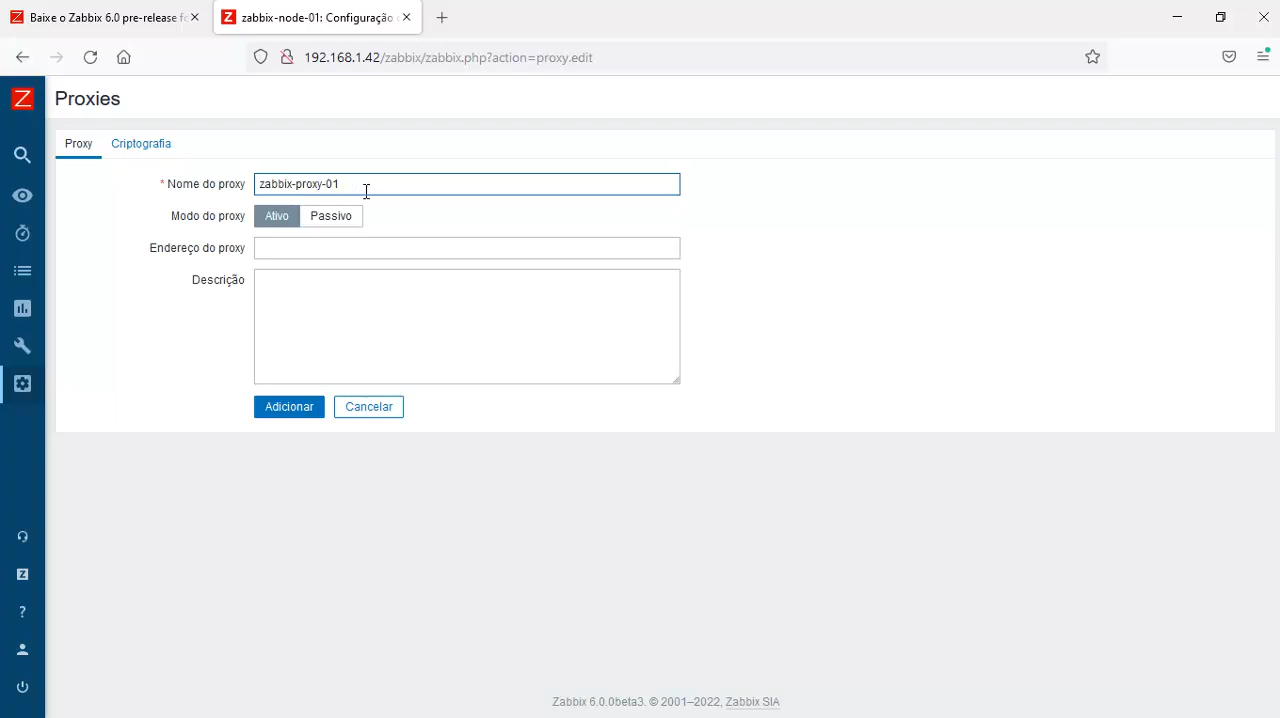 Baixe o Zabbix 6.0 pre-release fo
zabbix-node-01: Configuração
192.168.1.42/zabbix/zabbix.php?action=proxy.edit
Z
Proxies
Proxy
Criptografia
* Nome do proxy
zabbix-proxy-01
Modo do proxy
Ativo
Passivo
Endereço do proxy
Descrição
Adicionar
Cancelar
Z
?
Zabbix 6.0.0beta3. © 2001–2022, Zabbix SIA